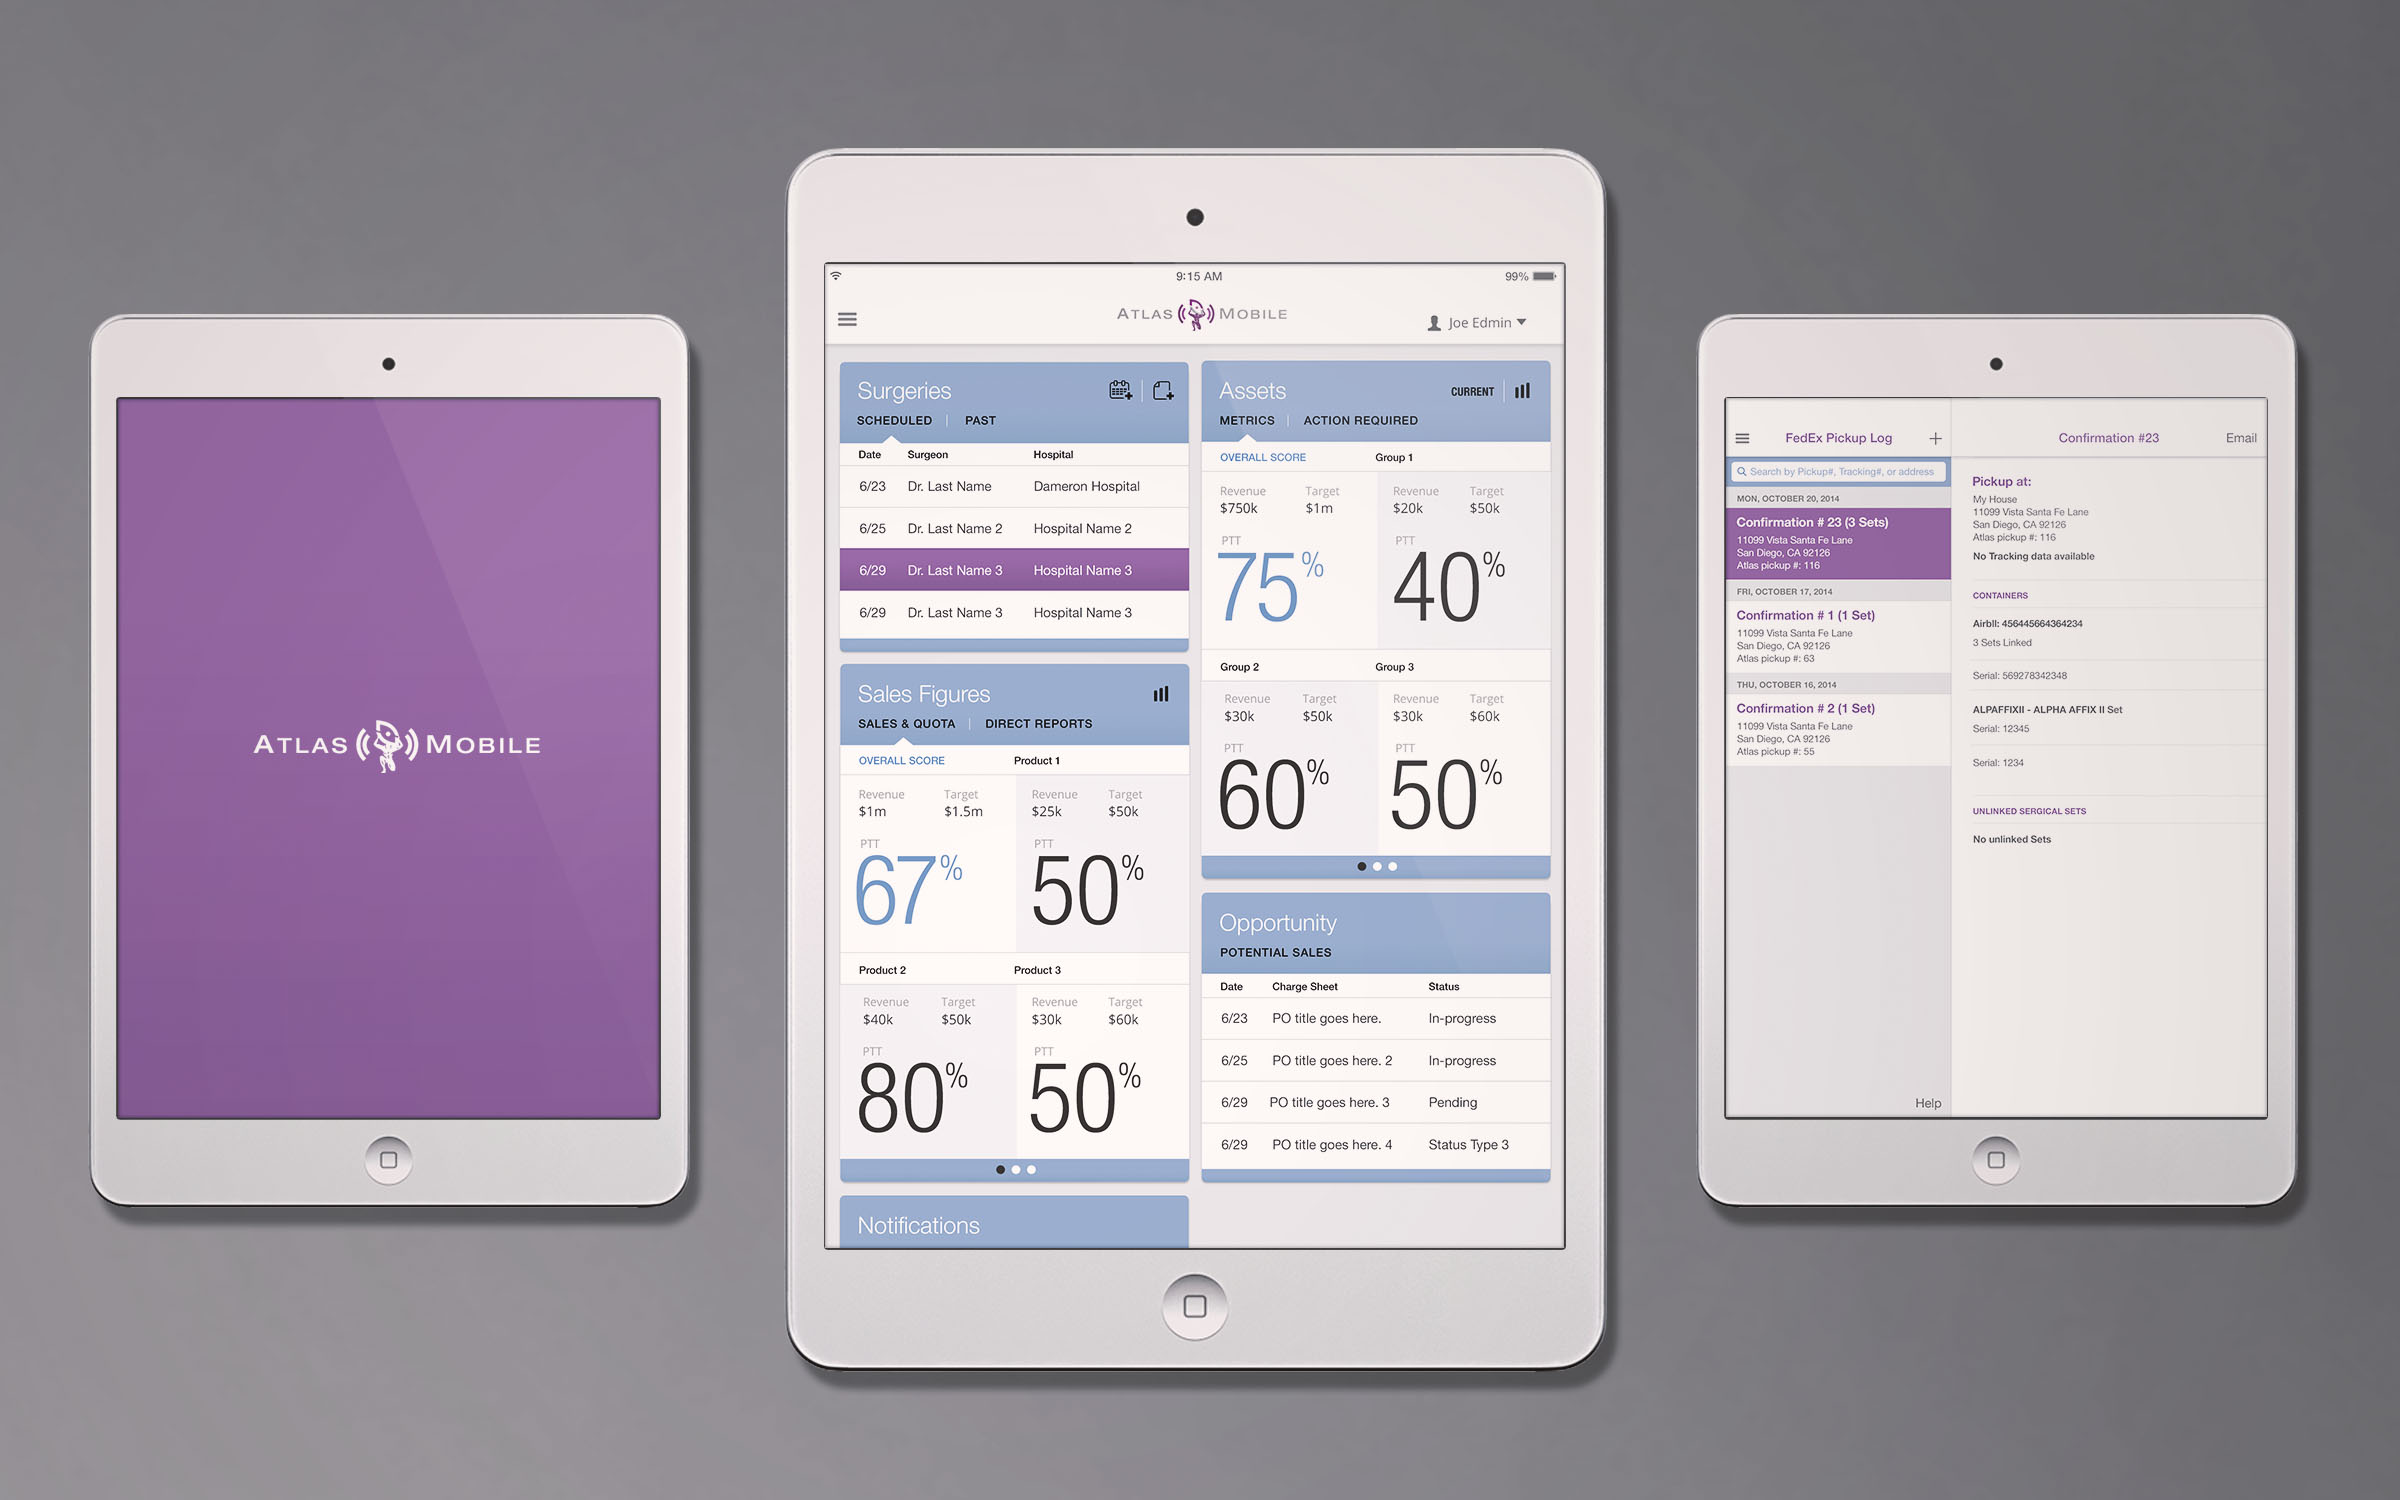 ATLAS MOBILE
9:15 AM
99%
ATLAS MOBILE
Joe Edmin
Surgeries
SCHEDULED | PAST
Date Surgeon Hospital
6/23 Dr. Last Name Dameron Hospital
6/25 Dr. Last Name 2 Hospital Name 2
6/29 Dr. Last Name 3 Hospital Name 3
6/29 Dr. Last Name 3 Hospital Name 3
Sales Figures
SALES & QUOTA | DIRECT REPORTS
OVERALL SCORE Product 1
Revenue Target Revenue Target
$1m $1.5m $25k $50k
PTT PTT
67% 50%
Product 2 Product 3
Revenue Target Revenue Target
$40k $50k $30k $60k
PTT PTT
80% 50%
Notifications
Assets
CURRENT
METRICS | ACTION REQUIRED
OVERALL SCORE Group 1
Revenue Target Revenue Target
$750k $1m $20k $50k
PTT PTT
75% 40%
Group 2 Group 3
Revenue Target Revenue Target
$30k $50k $30k $60k
PTT PTT
60% 50%
Opportunity
POTENTIAL SALES
Date Charge Sheet Status
6/23 PO title goes here. In-progress
6/25 PO title goes here. 2 In-progress
6/29 PO title goes here. 3 Pending
6/29 PO title goes here. 4 Status Type 3
FedEx Pickup Log +
Search by Pickup#, Tracking#, or address
MON, OCTOBER 20, 2014
Confirmation # 23 (3 Sets)
11099 Vista Santa Fe Lane
San Diego, CA 92126
Atlas pickup #: 116
FRI, OCTOBER 17, 2014
Confirmation # 1 (1 Set)
11099 Vista Santa Fe Lane
San Diego, CA 92126
Atlas pickup #: 63
THU, OCTOBER 16, 2014
Confirmation # 2 (1 Set)
11099 Vista Santa Fe Lane
San Diego, CA 92126
Atlas pickup #: 55
Help
Confirmation #23 Email
Pickup at:
My House
11099 Vista Santa Fe Lane
San Diego, CA 92126
Atlas pickup #: 116
No Tracking data available
CONTAINERS
Airbll: 456445664364234
3 Sets Linked
Serial: 569278342348
ALPAFFIXII - ALPHA AFFIX II Set
Serial: 12345
Serial: 1234
UNLINKED SERGICAL SETS
No unlinked Sets